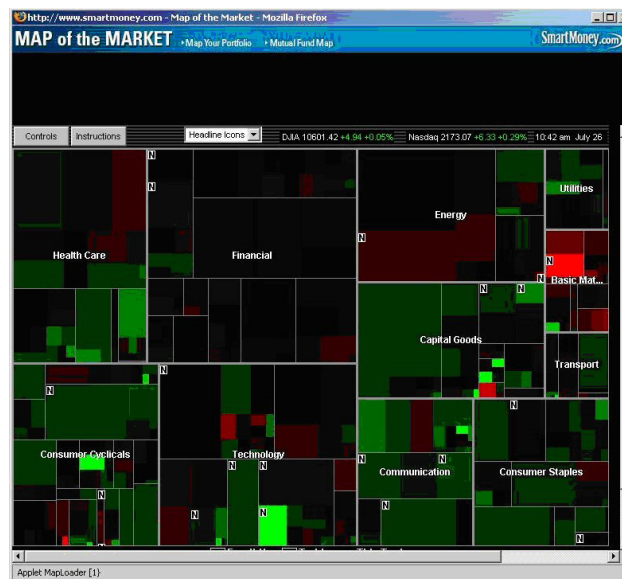 http://www.smartmoney.com - Map of the Market - Mozilla Firefox
MAP of the MARKET
Map Your Portfolio
Mutual Fund Map
SmartMoney.com
Controls
Instructions
Headline Icons
DJIA 10601.42 +4.94 +0.05%
Nasdaq 2173.07 +6.33 +0.29%
10:42 am July 26
N
N
N
N
N
N
N
N
Utilities
Energy
Health Care
Financial
Basic Mat...
Capital Goods
Transport
N
N
N
N
N
N
N
N
N
N
Consumer Cyclicals
Technology
Communication
Consumer Staples
Applet MapLoader {1}